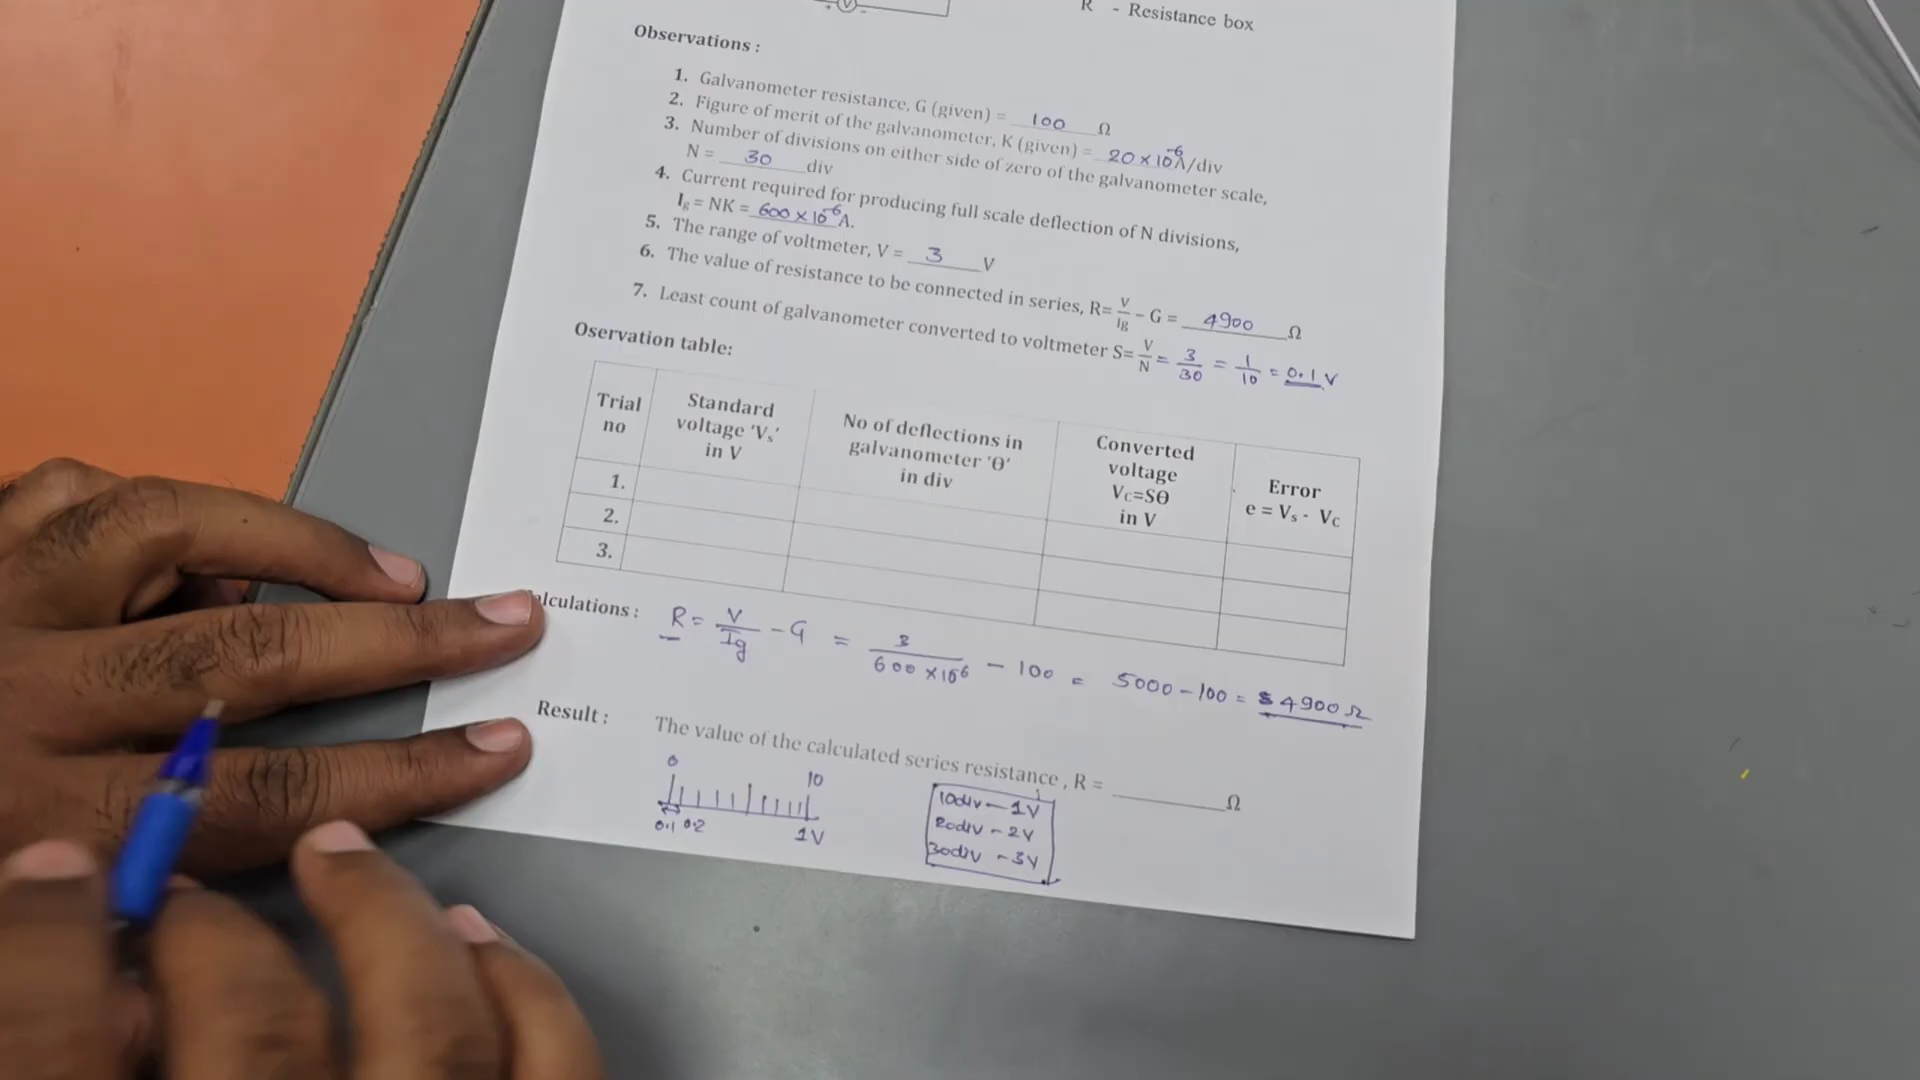 + V -
R - Resistance box
Observations :
1. Galvanometer resistance, G (given) = 100 Ω
2. Figure of merit of the galvanometer, K (given) = 20 × 10⁻⁶ A/div
3. Number of divisions on either side of zero of the galvanometer scale,
N = 30 div
4. Current required for producing full scale deflection of N divisions,
Ig = NK = 600 × 10⁻⁶ A.
5. The range of voltmeter, V = 3 V
6. The value of resistance to be connected in series, R= V/Ig - G = 4900 Ω
7. Least count of galvanometer converted to voltmeter S= V/N = 3/30 = 1/10 = 0.1 V
Oservation table:
Trial no
Standard voltage 'Vs' in V
No of deflections in galvanometer 'Θ' in div
Converted voltage VC=SΘ in V
Error e = Vs - VC
1.
2.
3.
alculations : R = V/Ig - G = 3/600 × 10⁻⁶ - 100 = 5000 - 100 = 4900 Ω
Result : The value of the calculated series resistance , R = ________ Ω
0 10
0.1 0.2 1V
10div - 1V
20div - 2V
30div - 3V